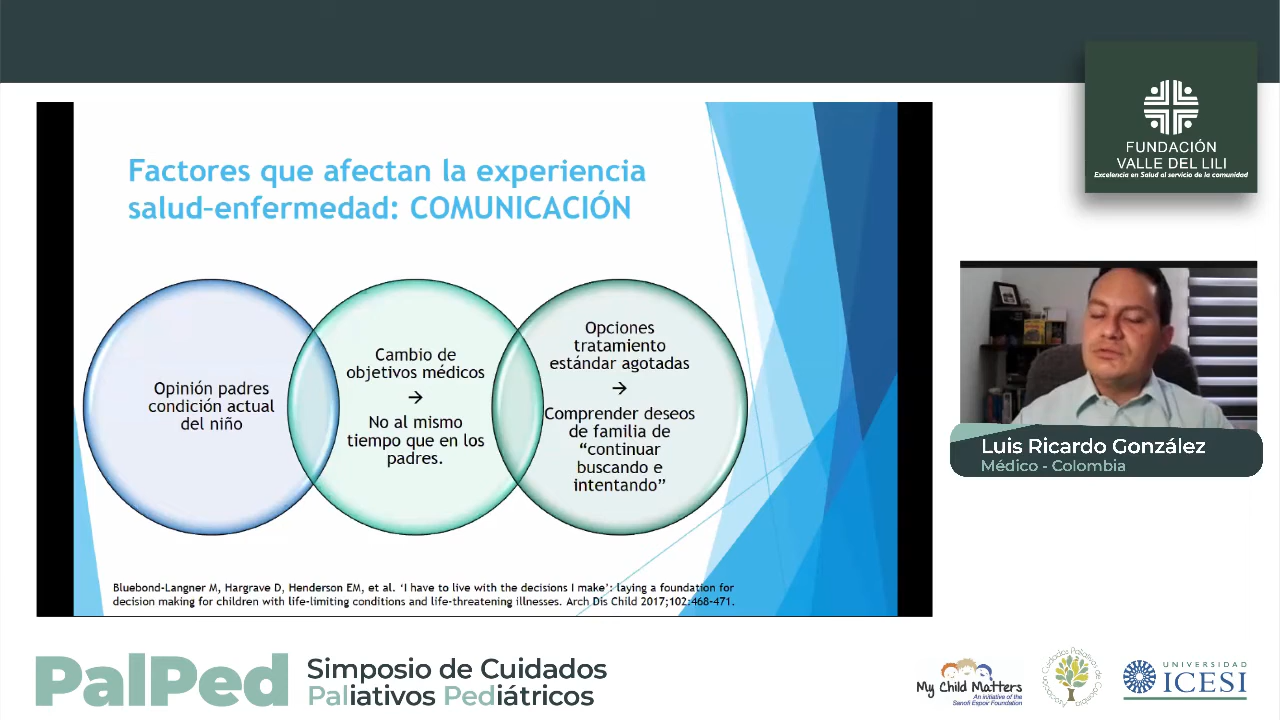 FUNDACIÓN
VALLE DEL LILI
Excelencia en Salud al servicio de la comunidad
Factores que afectan la experiencia
salud-enfermedad: COMUNICACIÓN
Opinión padres
condición actual
del niño
Cambio de
objetivos médicos
→
No al mismo
tiempo que en los
padres.
Opciones
tratamiento
estándar agotadas
→
Comprender deseos
de familia de
“continuar
buscando e
intentando”
Bluebond-Langner M, Hargrave D, Henderson EM, et al. ‘I have to live with the decisions I make’: laying a foundation for
decision making for children with life-limiting conditions and life-threatening illnesses. Arch Dis Child 2017;102:468–471.
Luis Ricardo González
Médico - Colombia
PalPed
Simposio de Cuidados
Paliativos Pediátricos
My Child Matters
An initiative of the
Sanofi Espoir Foundation
Asociación Cuidados Paliativos de Colombia
UNIVERSIDAD
ICESI